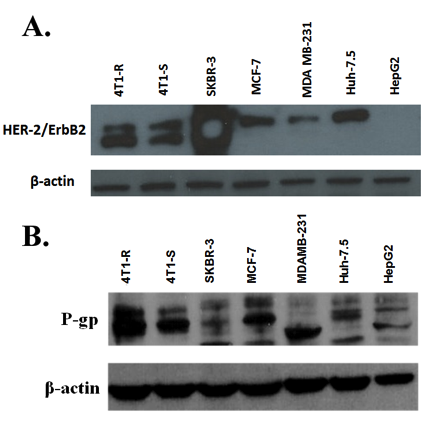 A.
4T1-R 4T1-S SKBR-3 MCF-7 MDA MB-231 Huh-7.5 HepG2
HER-2/ErbB2
β-actin
B.
4T1-R 4T1-S SKBR-3 MCF-7 MDAMB-231 Huh-7.5 HepG2
P-gp
β-actin